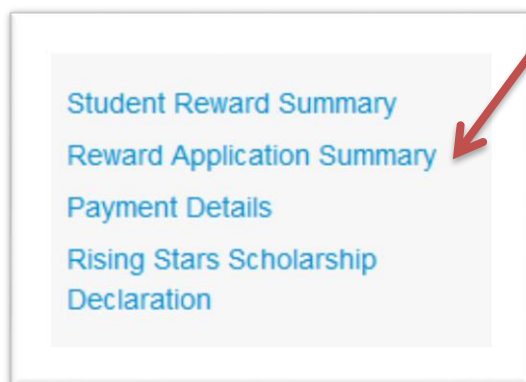 Student Reward Summary
Reward Application Summary
Payment Details
Rising Stars Scholarship
Declaration